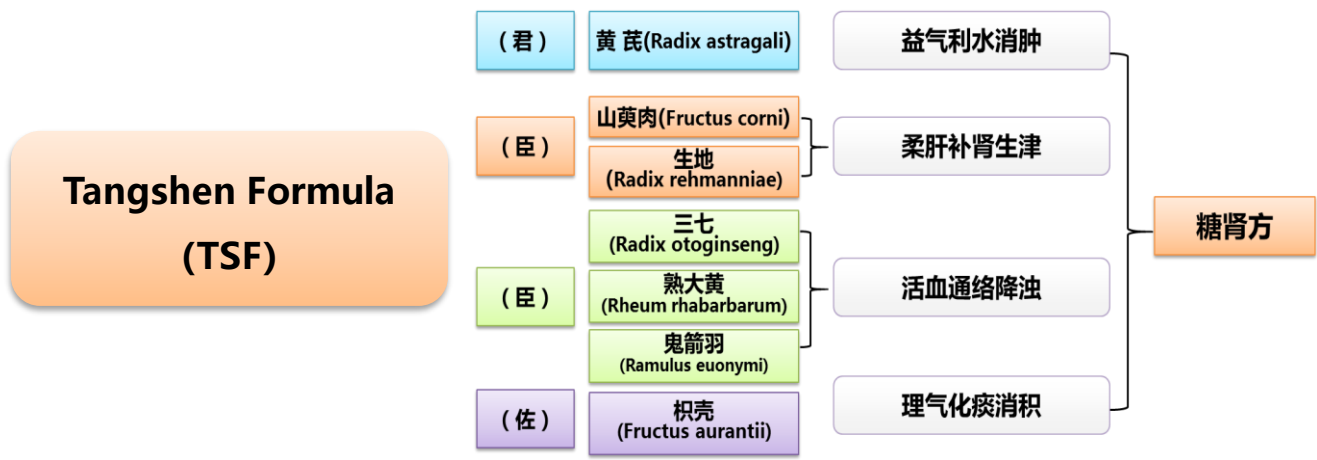 Tangshen Formula
(TSF)
(君)
黄 芪(Radix astragali)
益气利水消肿
(臣)
山萸肉(Fructus corni)
生地
(Radix rehmanniae)
柔肝补肾生津
(臣)
三七
(Radix otoginseng)
熟大黄
(Rheum rhabarbarum)
鬼箭羽
(Ramulus euonymi)
活血通络降浊
(佐)
枳壳
(Fructus aurantii)
理气化痰消积
糖肾方